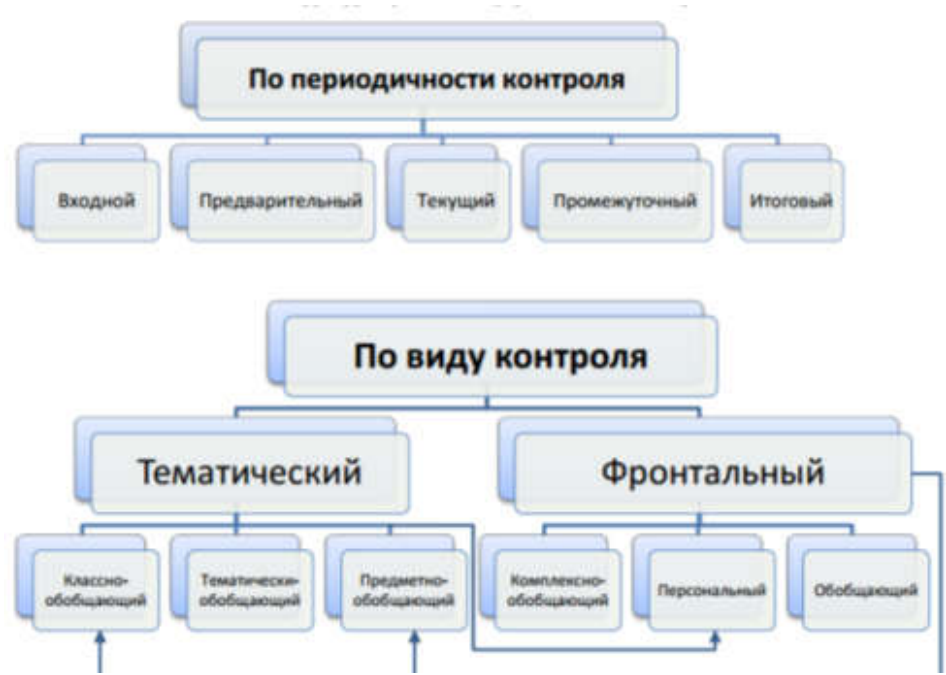 По периодичности контроля
Входной
Предварительный
Текущий
Промежуточный
Итоговый
По виду контроля
Тематический
Фронтальный
Классно-
обобщающий
Тематически-
обобщающий
Предметно-
обобщающий
Комплексно-
обобщающий
Персональный
Обобщающий